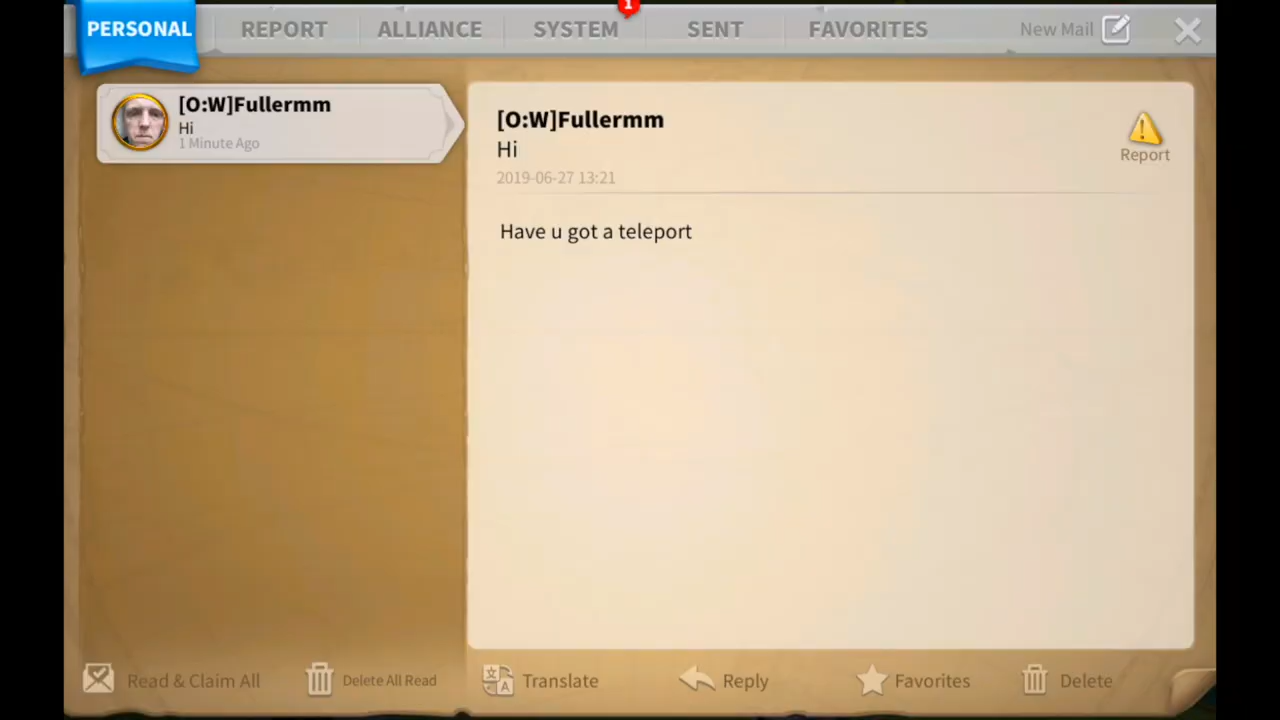 PERSONAL
REPORT
ALLIANCE
SYSTEM
1
SENT
FAVORITES
New Mail
[O:W]Fullermm
Hi
1 Minute Ago
[O:W]Fullermm
Hi
2019-06-27 13:21
Report
Have u got a teleport
Read & Claim All
Delete All Read
Translate
Reply
Favorites
Delete